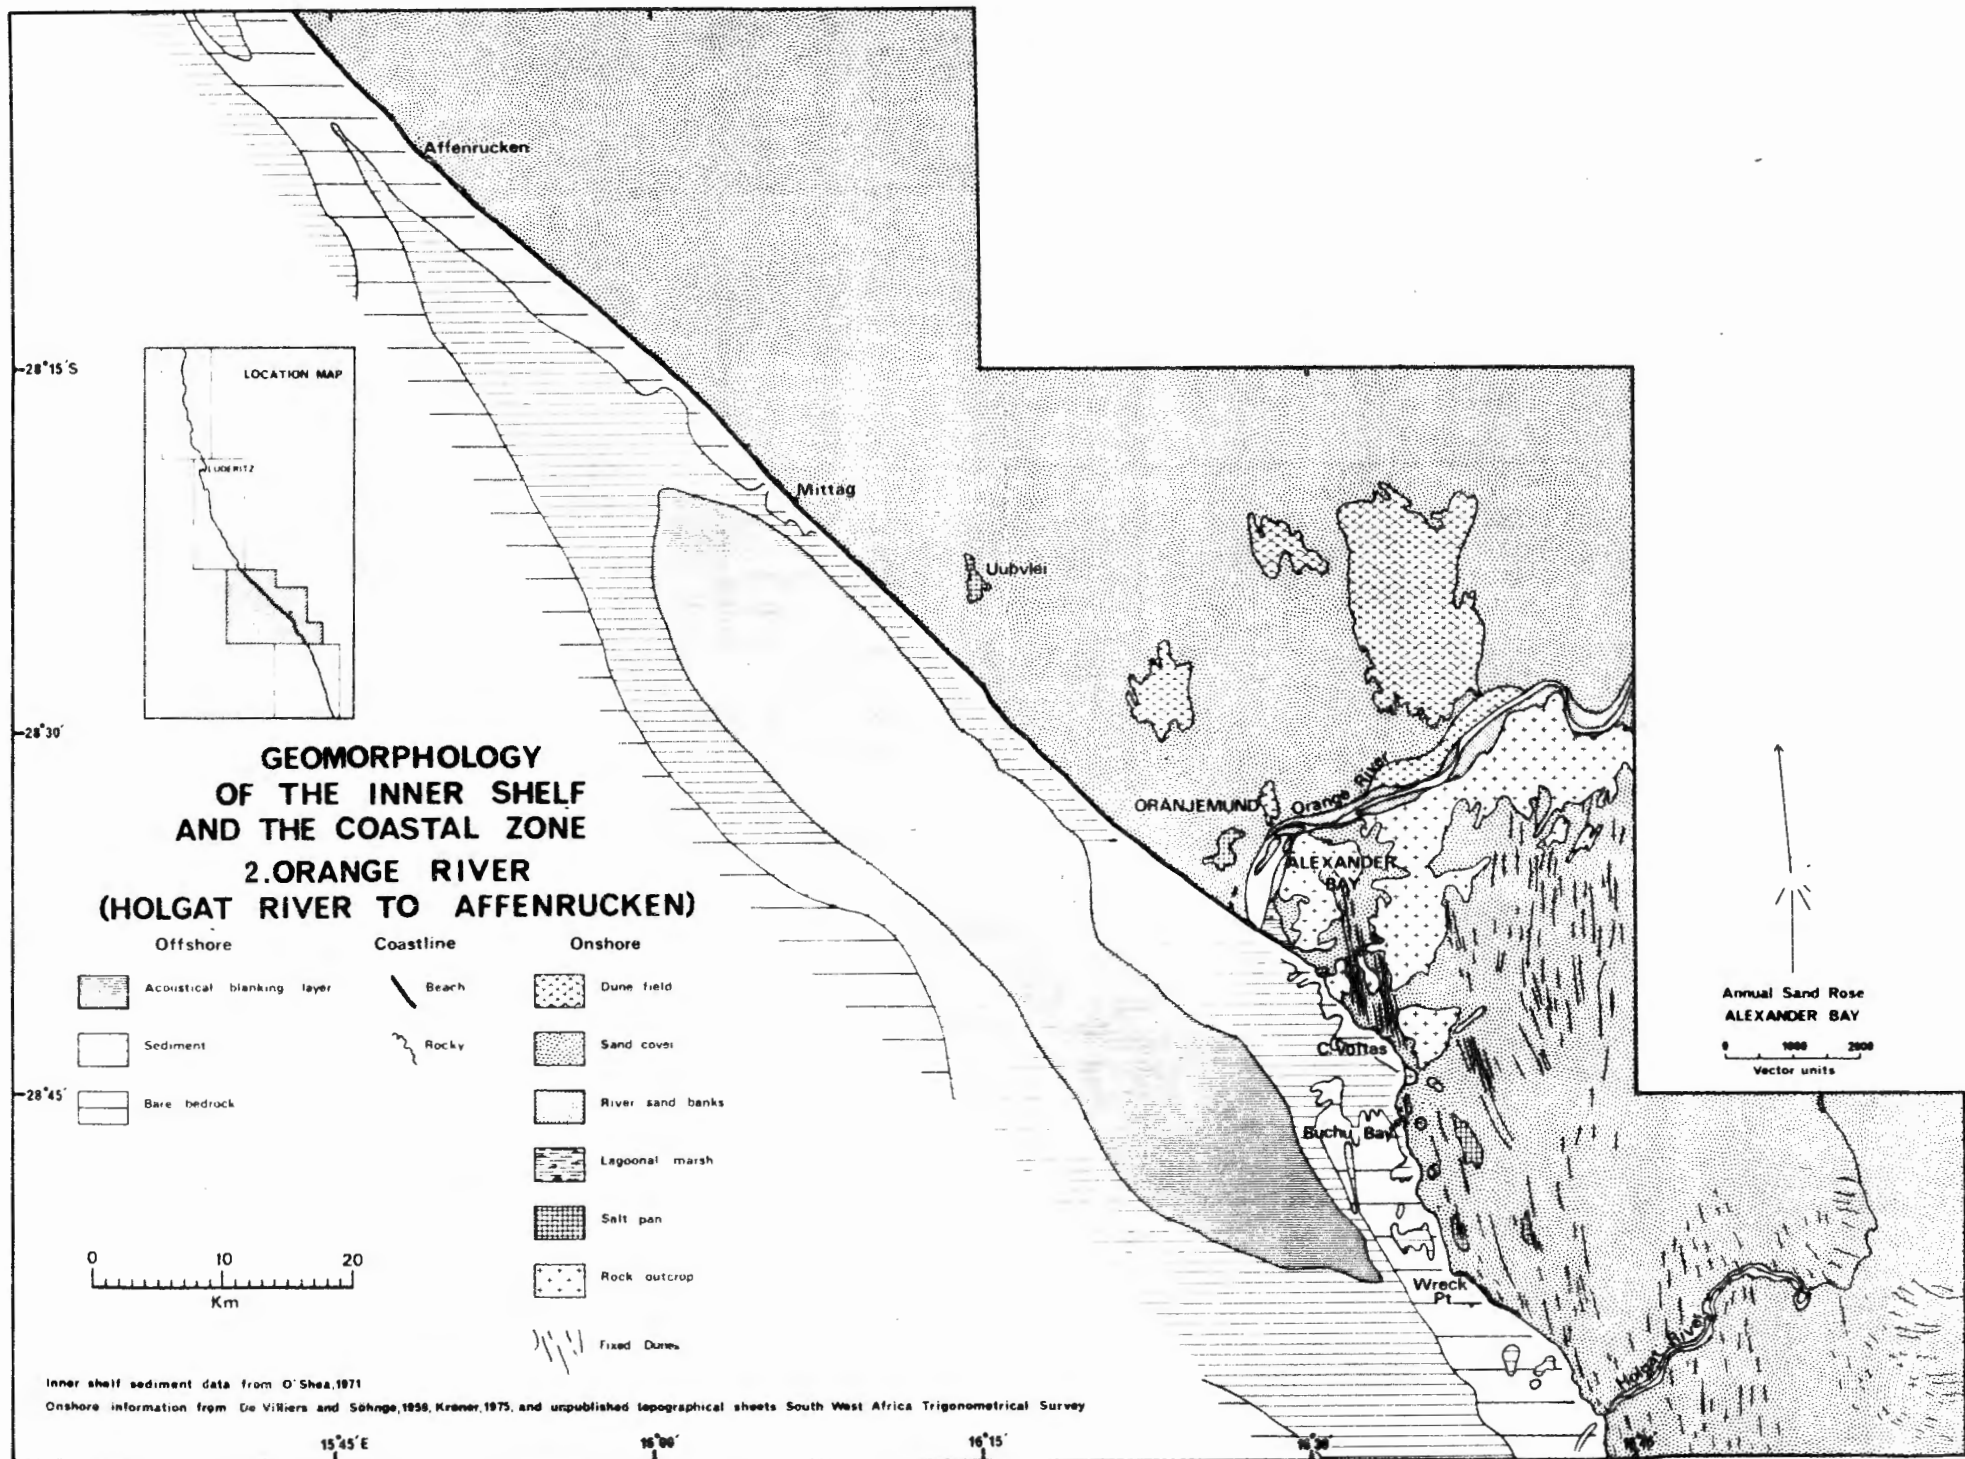 Affenrucken
28°15'S
LOCATION MAP
LUDERITZ
Mittag
Uubvlei
28°30'
GEOMORPHOLOGY
OF THE INNER SHELF
AND THE COASTAL ZONE
2.ORANGE RIVER
(HOLGAT RIVER TO AFFENRUCKEN)
ORANJEMUND
Orange River
ALEXANDER
BAY
Offshore
Coastline
Onshore
Acoustical blanking layer
Beach
Dune field
Sediment
Rocky
Sand cover
Bare bedrock
River sand banks
Lagoonal marsh
Salt pan
Rock outcrop
Fixed Dunes
Annual Sand Rose
ALEXANDER BAY
0 1000 2000
Vector units
C. Voltas
28°45'
Buchu Bay
Wreck
Pt
Holgat River
0 10 20
Km
Inner shelf sediment data from O'Shea,1971
Onshore information from De Villiers and Söhnge,1959, Kröner,1975, and unpublished topographical sheets South West Africa Trigonometrical Survey
15°45'E
16°00'
16°15'
16°30'